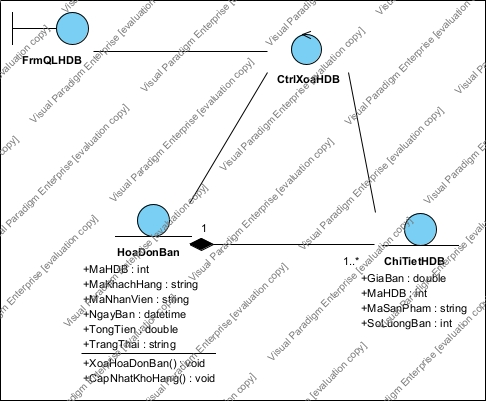 FrmQLHDB
CtrlXoaHDB
HoaDonBan
+MaHDB : int
+MaKhachHang : string
+MaNhanVien : string
+NgayBan : datetime
+TongTien : double
+TrangThai : string
+XoaHoaDonBan() : void
+CapNhatKhoHang() : void
1
1..*
ChiTietHDB
+GiaBan : double
+MaHDB : int
+MaSanPham : string
+SoLuongBan : int
Visual Paradigm Enterprise [evaluation copy]